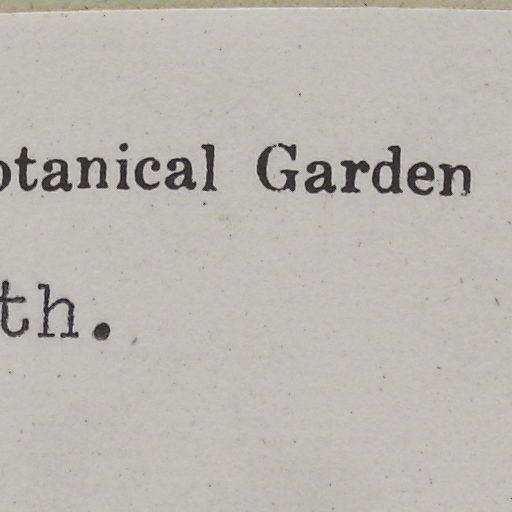 otanical Garden
th.